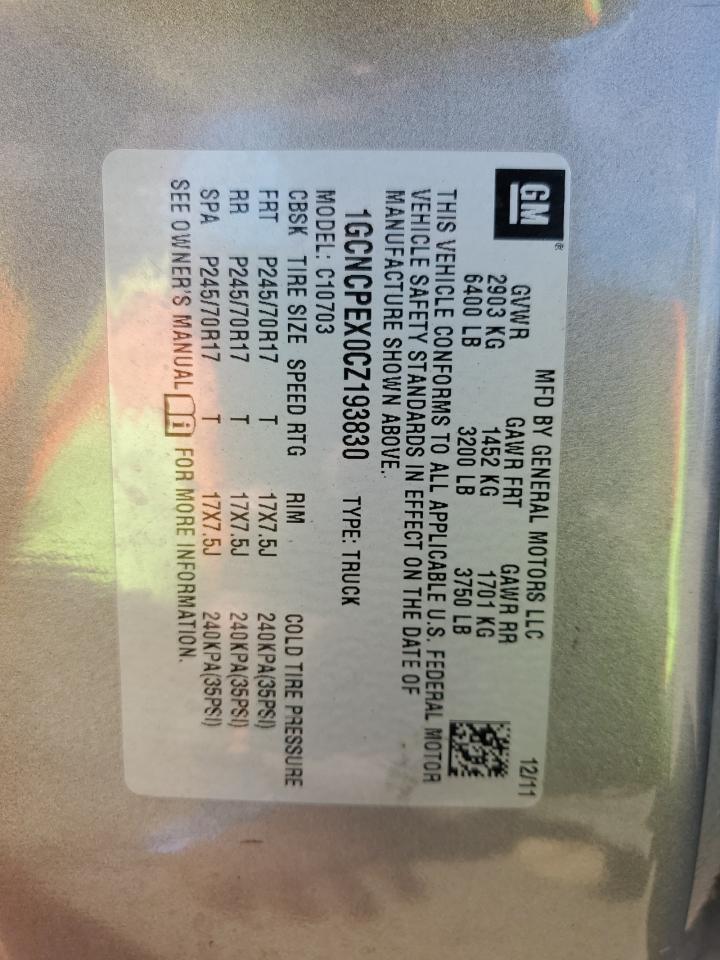 GM®
MFD BY GENERAL MOTORS LLC 12/11
GVWR GAWR FRT GAWR RR
2903 KG 1452 KG 1701 KG
6400 LB 3200 LB 3750 LB
THIS VEHICLE CONFORMS TO ALL APPLICABLE U.S. FEDERAL MOTOR
VEHICLE SAFETY STANDARDS IN EFFECT ON THE DATE OF
MANUFACTURE SHOWN ABOVE.
1GCNCPEX0CZ193830 TYPE: TRUCK
MODEL: C10703
CBSK TIRE SIZE SPEED RTG RIM COLD TIRE PRESSURE
FRT P245/70R17 T 17X7.5J 240KPA(35PSI)
RR P245/70R17 T 17X7.5J 240KPA(35PSI)
SPA P245/70R17 T 17X7.5J 240KPA(35PSI)
SEE OWNER'S MANUAL FOR MORE INFORMATION.